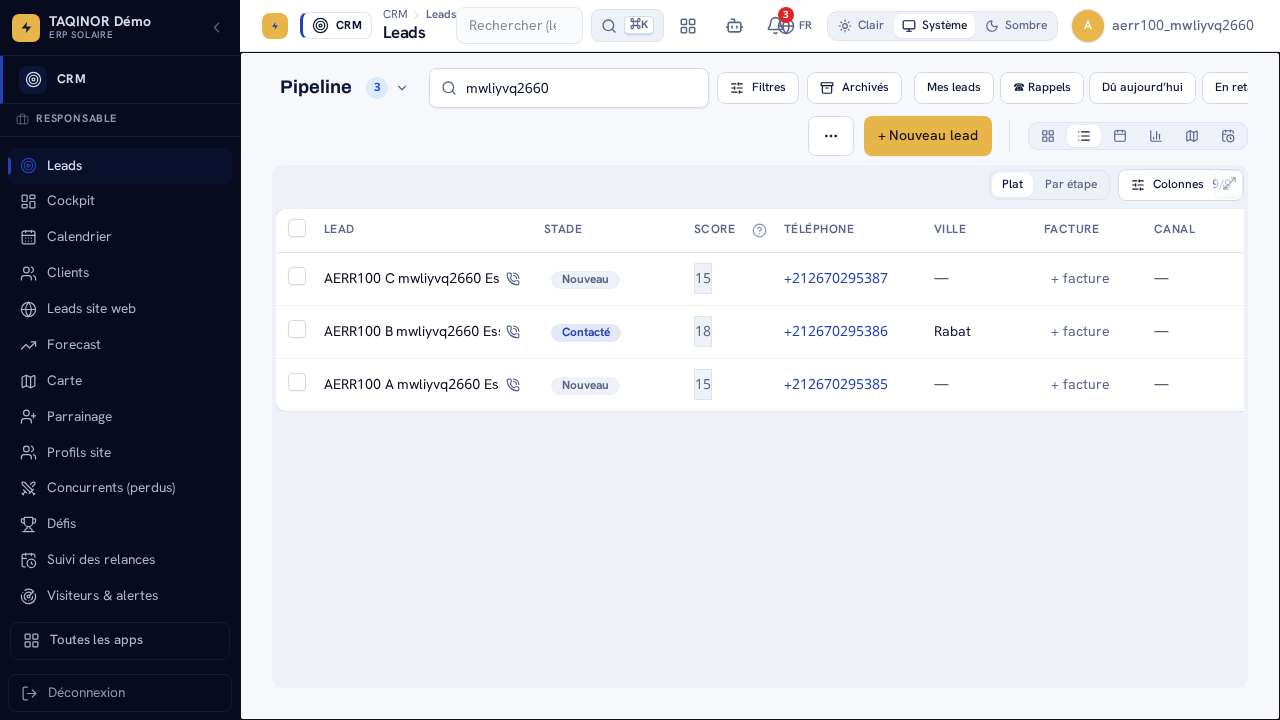 TAQINOR Démo
ERP SOLAIRE
CRM
RESPONSABLE
Leads
Cockpit
Calendrier
Clients
Leads site web
Forecast
Carte
Parrainage
Profils site
Concurrents (perdus)
Défis
Suivi des relances
Visiteurs & alertes
Toutes les apps
Déconnexion
CRM
CRM Leads
Leads
Rechercher (le
⌘K
3
FR
Clair
Système
Sombre
A
aerr100_mwliyvq2660
Pipeline 3
mwliyvq2660
Filtres
Archivés
Mes leads
☎ Rappels
Dû aujourd'hui
En ret
+ Nouveau lead
Plat
Par étape
Colonnes
LEAD STADE SCORE TÉLÉPHONE VILLE FACTURE CANAL
AERR100 C mwliyvq2660 Es Nouveau 15 +212670295387 — + facture —
AERR100 B mwliyvq2660 Es Contacté 18 +212670295386 Rabat + facture —
AERR100 A mwliyvq2660 Es Nouveau 15 +212670295385 — + facture —